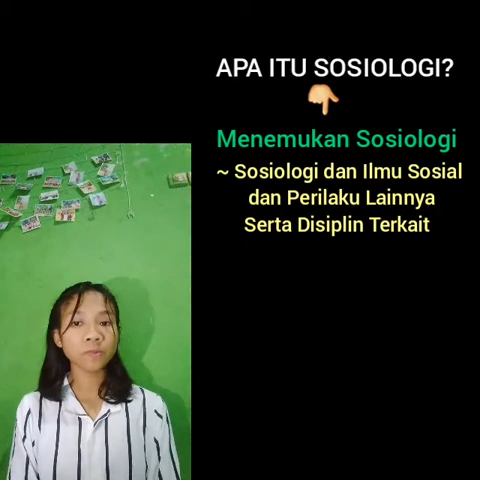 APA ITU SOSIOLOGI?
Menemukan Sosiologi
~ Sosiologi dan Ilmu Sosial
dan Perilaku Lainnya
Serta Disiplin Terkait